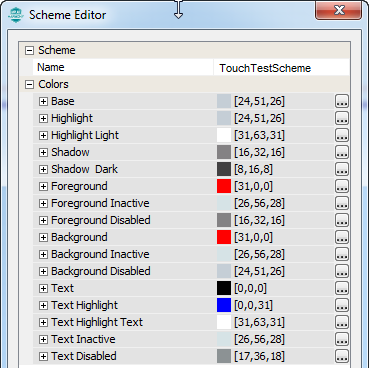 Scheme Editor
Scheme
Name TouchTestScheme
Colors
Base [24,51,26] ...
Highlight [24,51,26] ...
Highlight Light [31,63,31] ...
Shadow [16,32,16] ...
Shadow Dark [8,16,8] ...
Foreground [31,0,0] ...
Foreground Inactive [26,56,28] ...
Foreground Disabled [16,32,16] ...
Background [31,0,0] ...
Background Inactive [26,56,28] ...
Background Disabled [24,51,26] ...
Text [0,0,0] ...
Text Highlight [0,0,31] ...
Text Highlight Text [31,63,31] ...
Text Inactive [26,56,28] ...
Text Disabled [17,36,18] ...